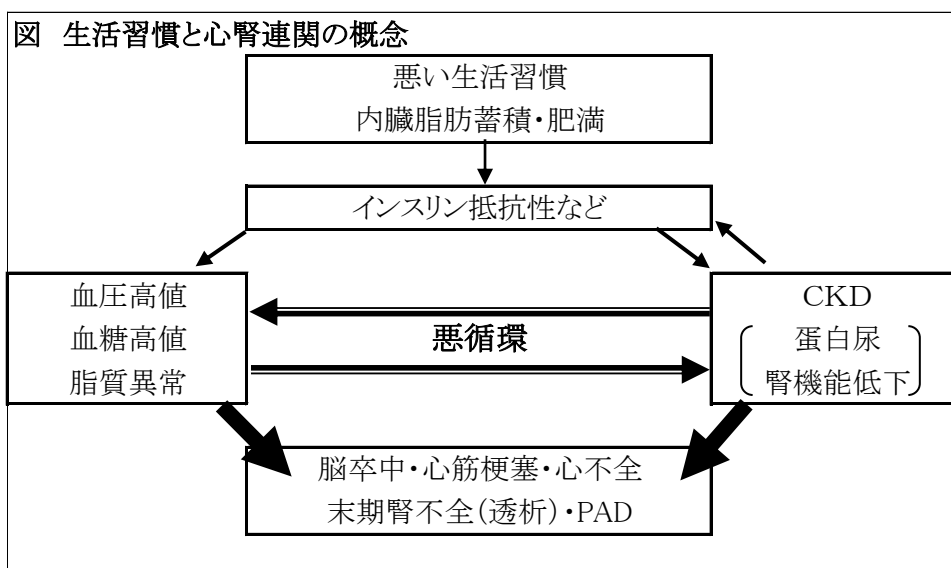 図 生活習慣と心腎連関の概念
悪い生活習慣
内臓脂肪蓄積・肥満
インスリン抵抗性など
血圧高値
血糖高値
脂質異常
悪循環
CKD
蛋白尿
腎機能低下
脳卒中・心筋梗塞・心不全
末期腎不全(透析)・PAD